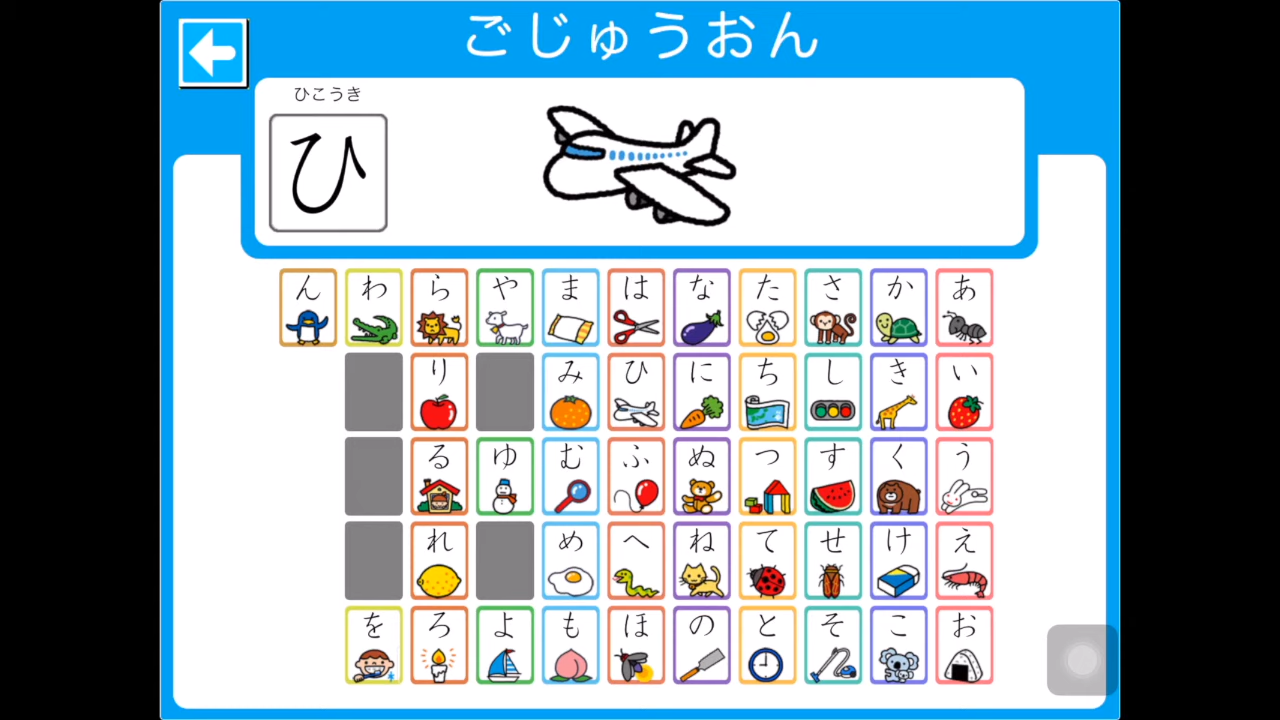 ごじゅうおん
ひこうき
ひ
ん わ ら や ま は な た さ か あ
り み ひ に ち し き い
る ゆ む ふ ぬ つ す く う
れ め へ ね て せ け え
を ろ よ も ほ の と そ こ お